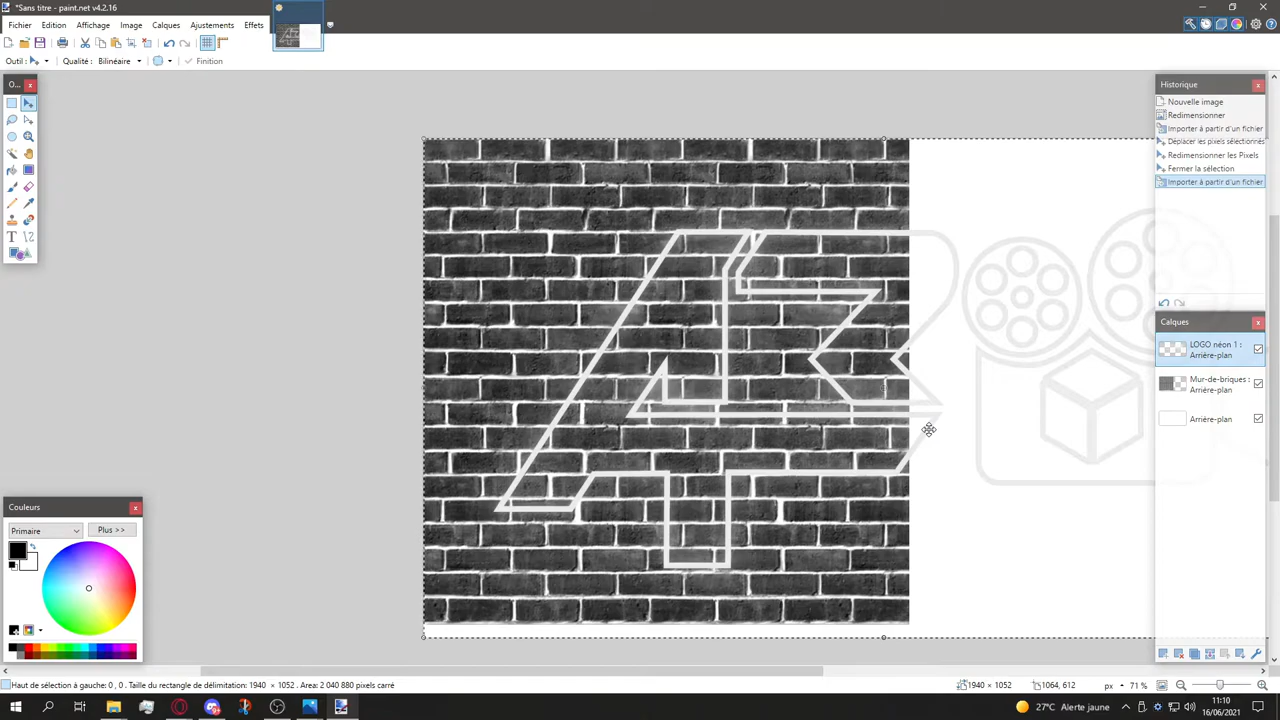 *Sans titre - paint.net v4.2.16
Fichier Edition Affichage Image Calques Ajustements Effets
Outil : Qualité : Bilinéaire Finition
O...
Historique
Nouvelle image
Redimensionner
Importer à partir d'un fichier
Déplacer les pixels sélectionnés
Redimensionner les Pixels
Fermer la sélection
Importer à partir d'un fichier
Calques
LOGO néon 1 :
Arrière-plan
Mur-de-briques :
Arrière-plan
Arrière-plan
Couleurs
Primaire Plus >>
Haut de sélection à gauche: 0 , 0 . Taille du rectangle de délimitation: 1940 × 1052 . Area: 2 040 880 pixels carré 1940 × 1052 1064, 612 px 71 %
27°C Alerte jaune 11:10
16/06/2021